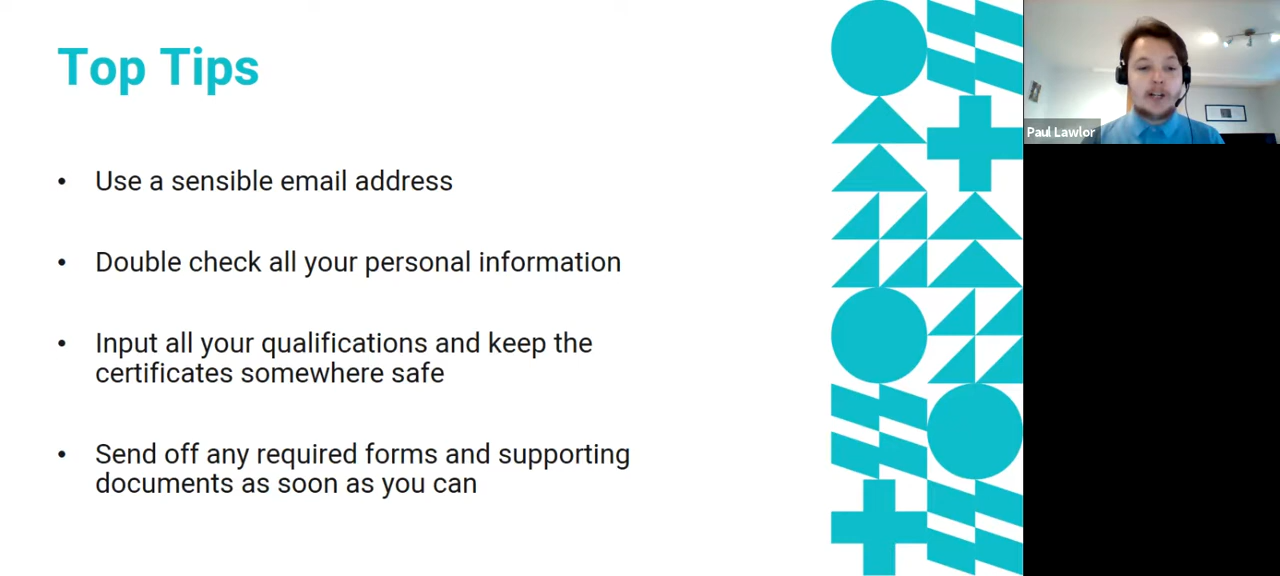 Top Tips
• Use a sensible email address
• Double check all your personal information
• Input all your qualifications and keep the
certificates somewhere safe
• Send off any required forms and supporting
documents as soon as you can
Paul Lawlor